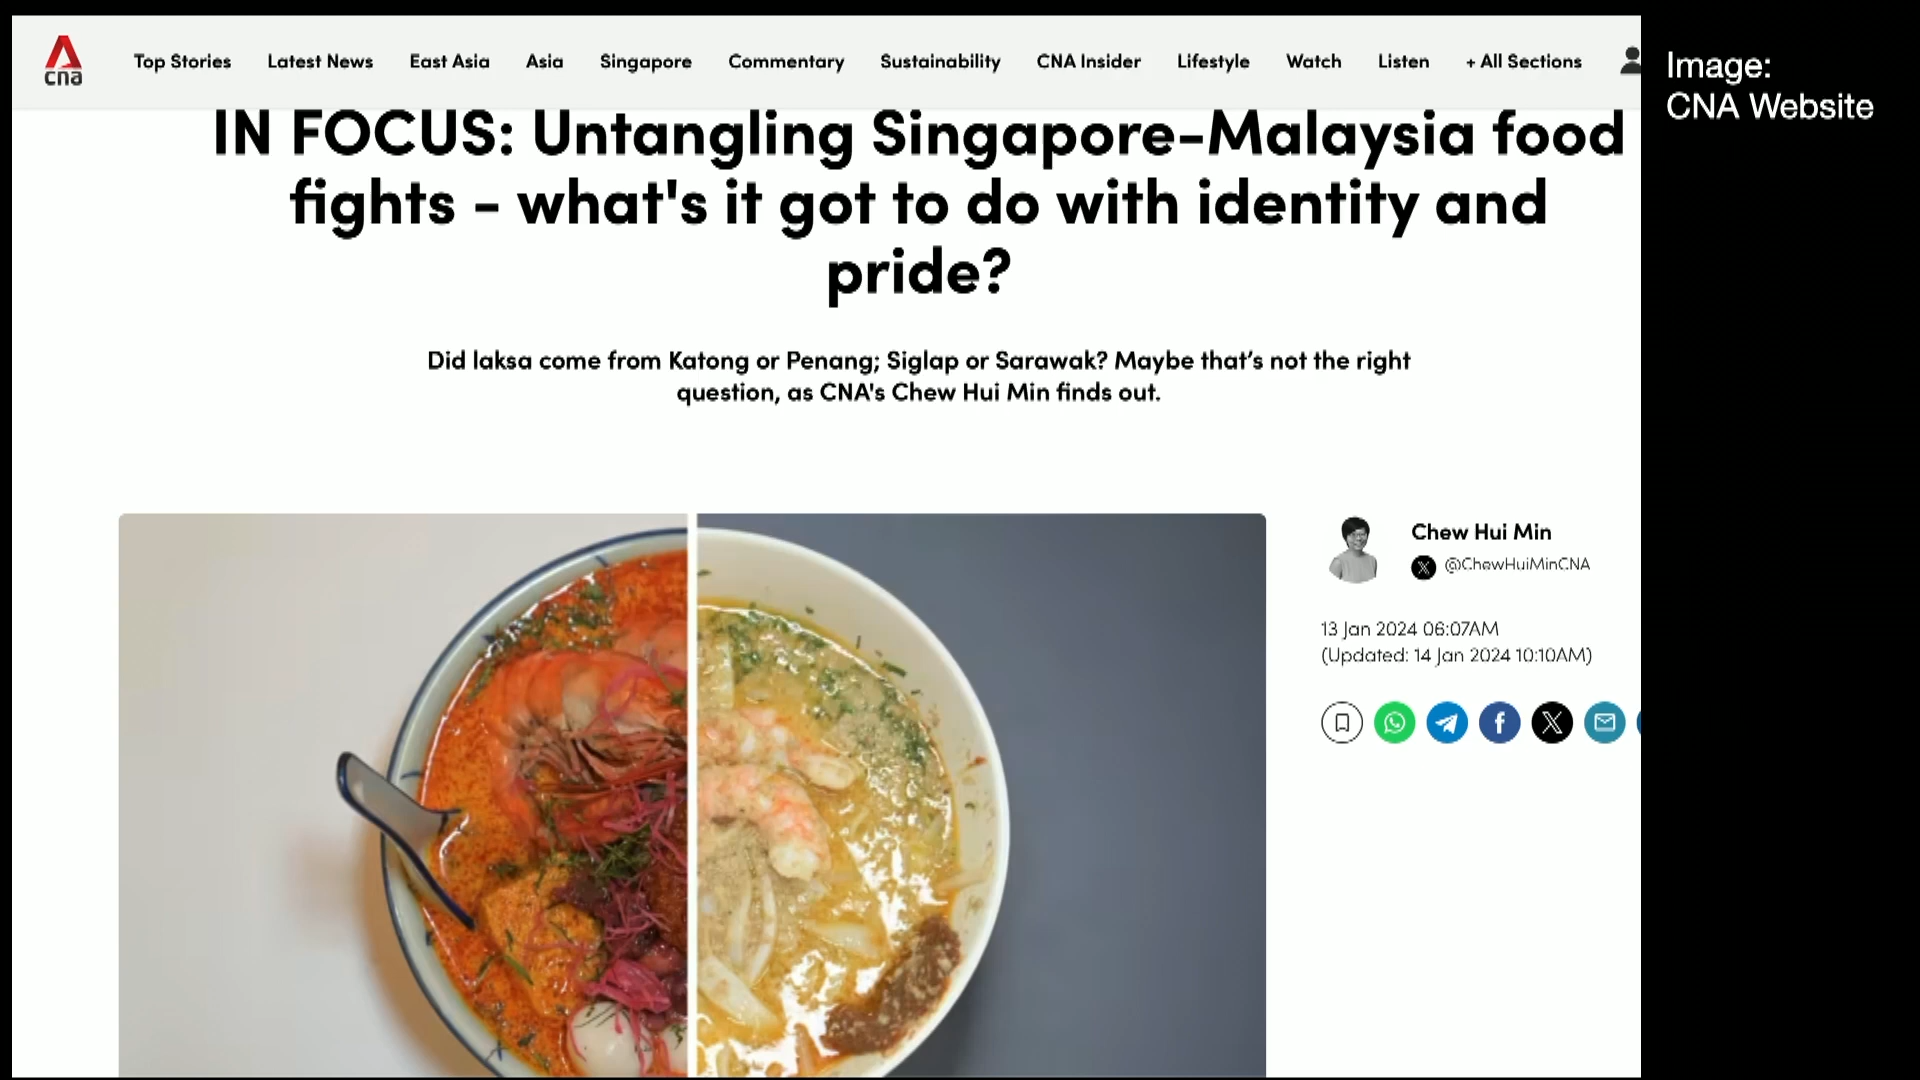 cna
Top Stories
Latest News
East Asia
Asia
Singapore
Commentary
Sustainability
CNA Insider
Lifestyle
Watch
Listen
+ All Sections
Image:
CNA Website
IN FOCUS: Untangling Singapore-Malaysia food
fights - what's it got to do with identity and
pride?
Did laksa come from Katong or Penang; Siglap or Sarawak? Maybe that’s not the right
question, as CNA's Chew Hui Min finds out.
Chew Hui Min
@ChewHuiMinCNA
13 Jan 2024 06:07AM
(Updated: 14 Jan 2024 10:10AM)